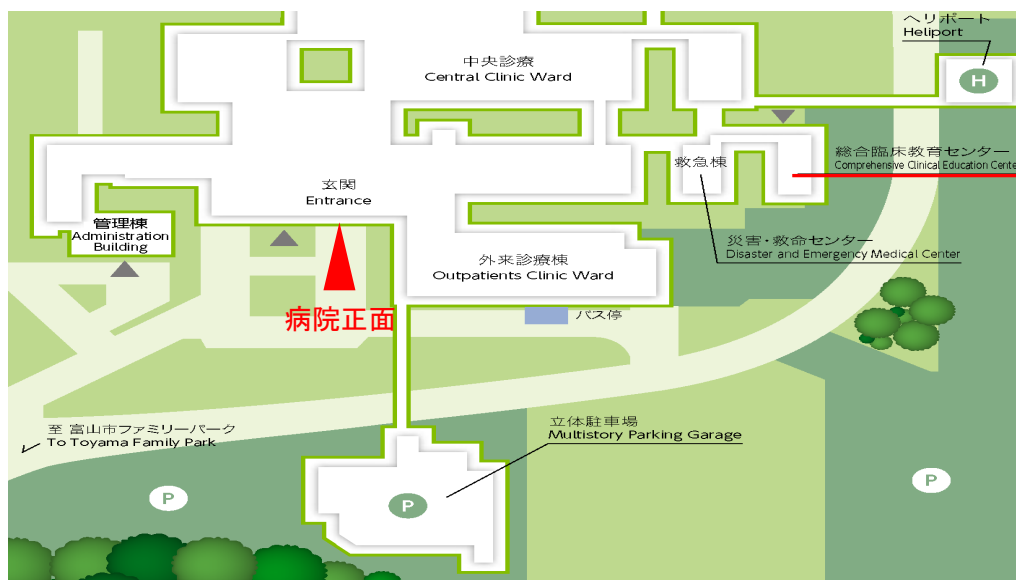 ヘリポート
Heliport
H
中央診療
Central Clinic Ward
総合臨床教育センター
Comprehensive Clinical Education Cente
救急棟
玄関
Entrance
管理棟
Administration
Building
災害・救命センター
Disaster and Emergency Medical Center
外来診療棟
Outpatients Clinic Ward
病院正面
バス停
至 富山市ファミリーパーク
To Toyama Family Park
立体駐車場
Multistory Parking Garage
P
P
P